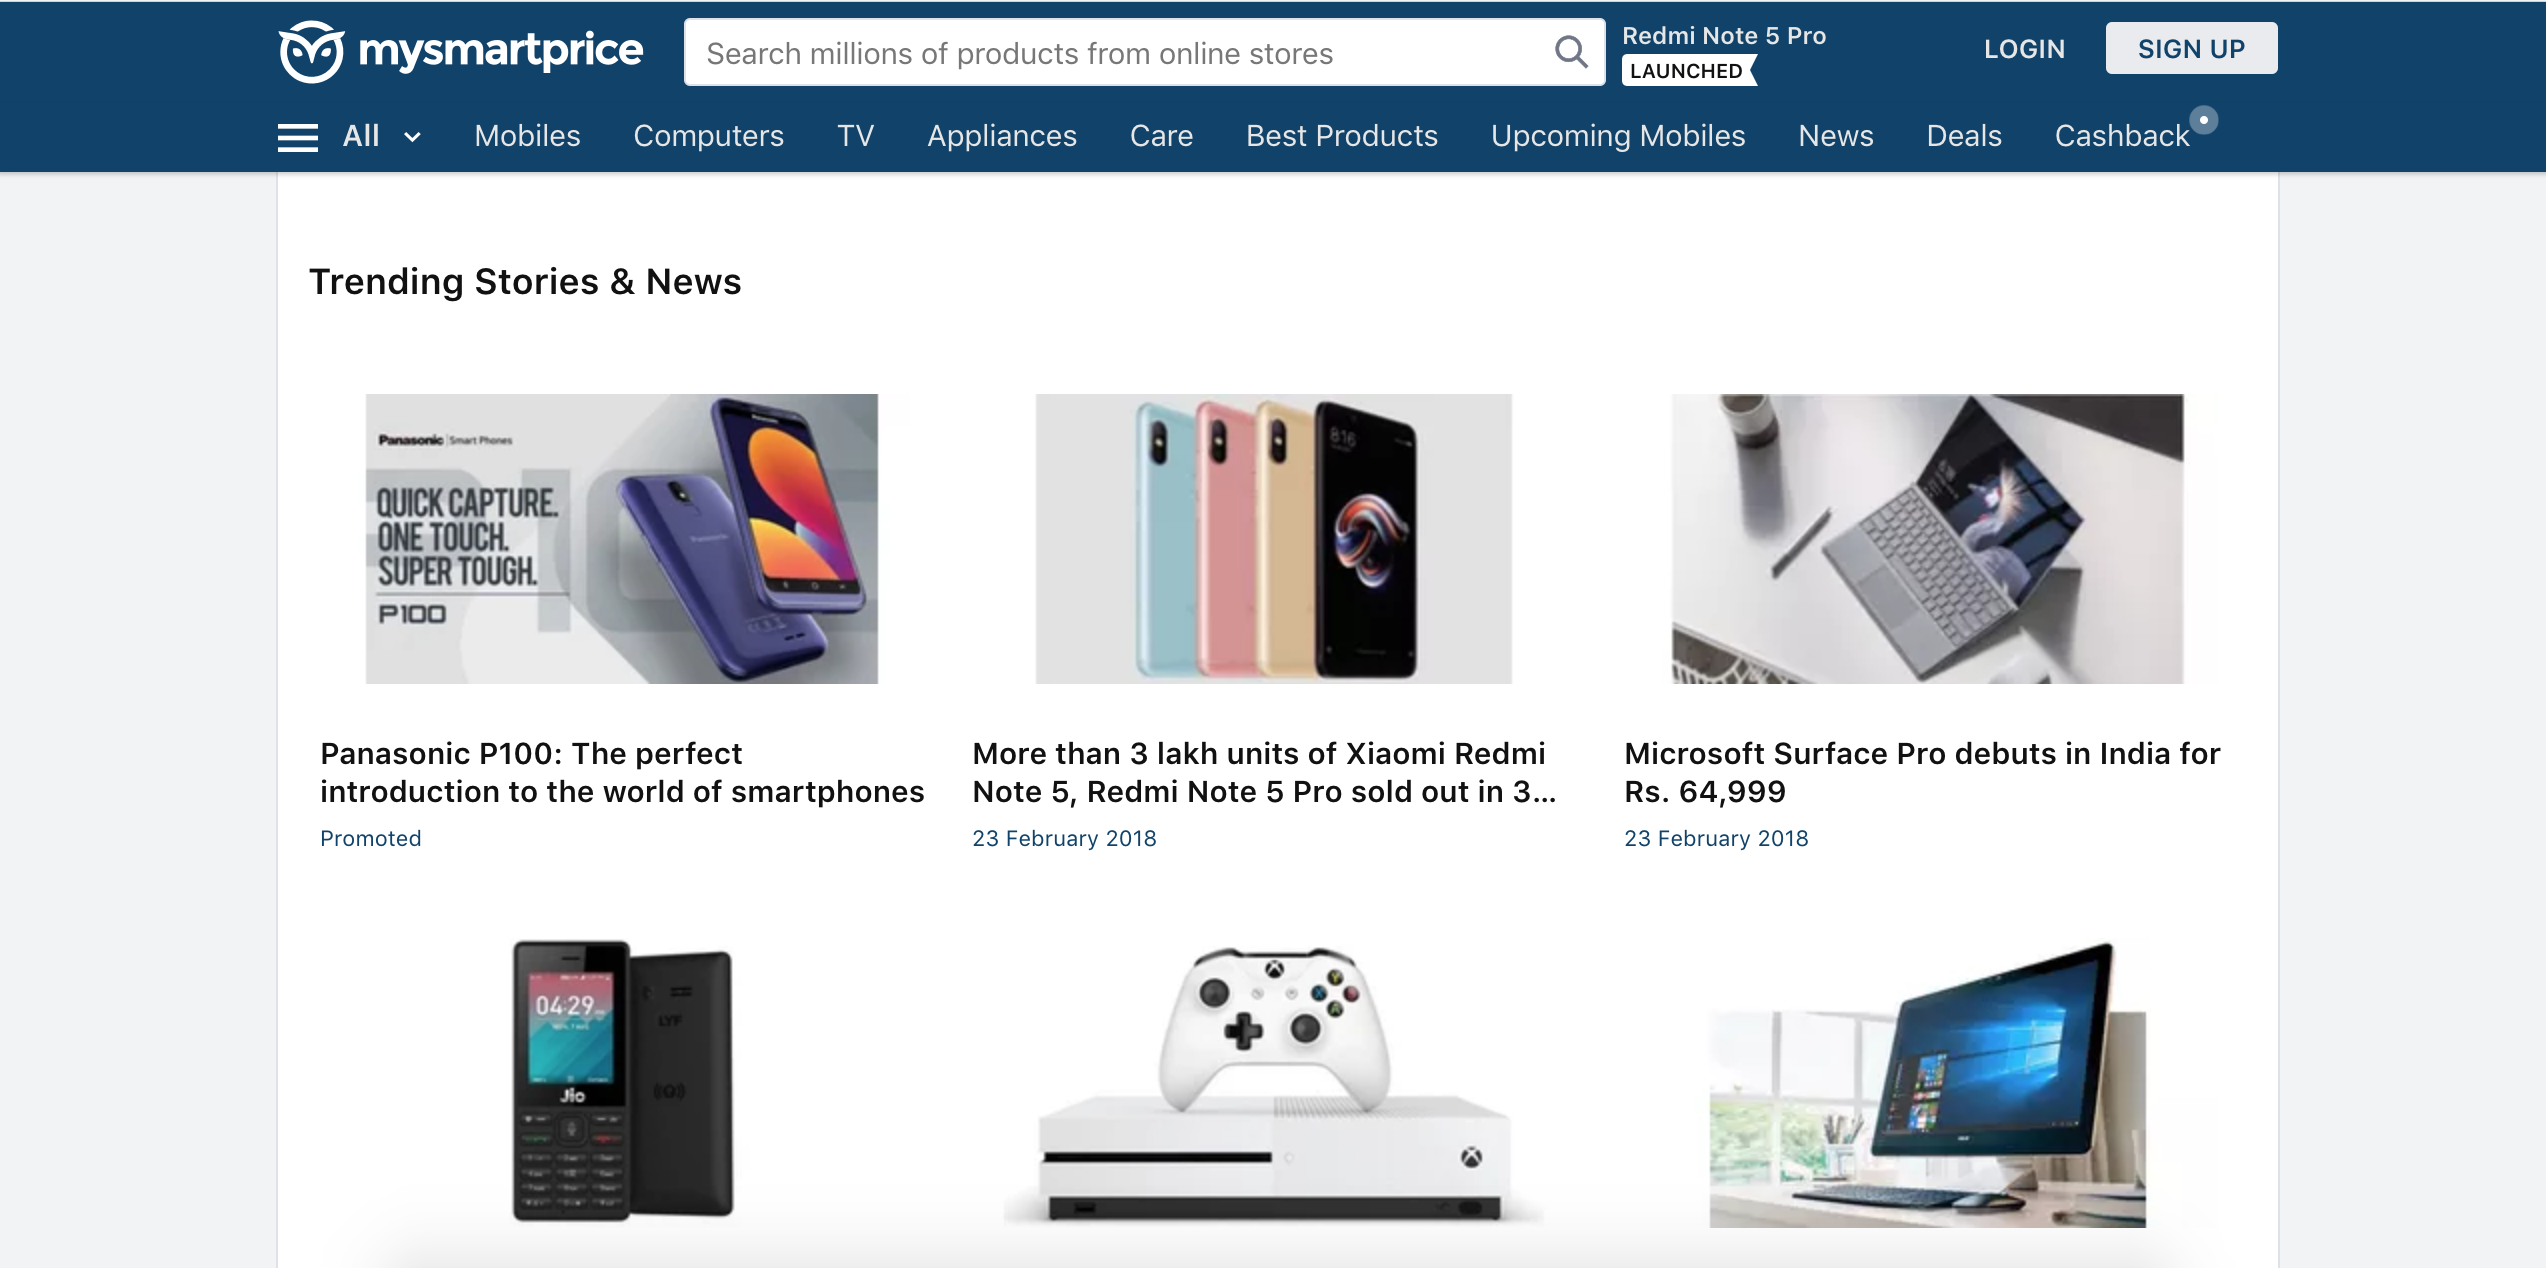 mysmartprice
Search millions of products from online stores
Redmi Note 5 Pro
LAUNCHED
LOGIN
SIGN UP
All
Mobiles
Computers
TV
Appliances
Care
Best Products
Upcoming Mobiles
News
Deals
Cashback
Trending Stories & News
Panasonic Smart Phones
QUICK CAPTURE.
ONE TOUCH.
SUPER TOUGH.
P100
8:16
Panasonic P100: The perfect
introduction to the world of smartphones
Promoted
More than 3 lakh units of Xiaomi Redmi
Note 5, Redmi Note 5 Pro sold out in 3...
23 February 2018
Microsoft Surface Pro debuts in India for
Rs. 64,999
23 February 2018
04:29
Jio
LYF